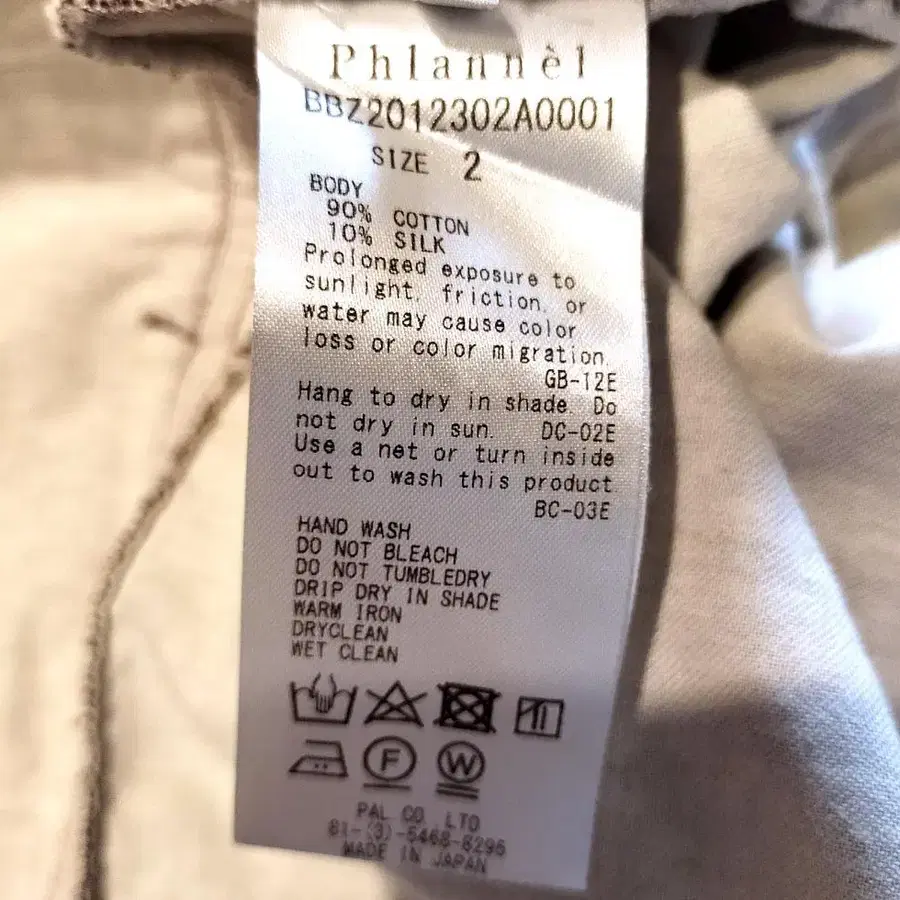 Phlannèl
BBZ2012302A0001
SIZE 2
BODY
90% COTTON
10% SILK
Prolonged exposure to
sunlight, friction, or
water may cause color
loss or color migration.
GB-12E
Hang to dry in shade. Do
not dry in sun. DC-02E
Use a net or turn inside
out to wash this product.
BC-03E
HAND WASH
DO NOT BLEACH
DO NOT TUMBLEDRY
DRIP DRY IN SHADE
WARM IRON
DRYCLEAN
WET CLEAN
F W
PAL CO., LTD
81-(3)-5468-8296
MADE IN JAPAN